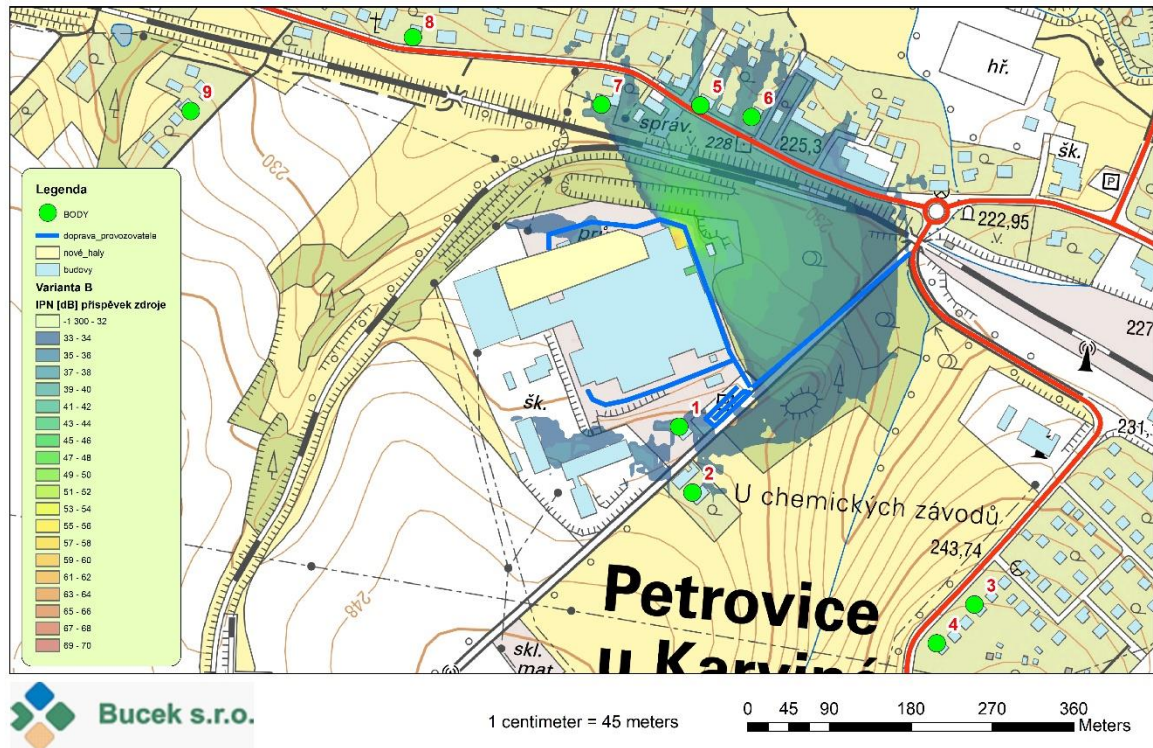 8
7
5
6
9
hř.
správ.
v.
228
225,3
230
šk.
P
222,95
v.
230
227
prů
Legenda
BODY
doprava_provozovatele
nové_haly
budovy
Varianta B
IPN [dB] příspěvek zdroje
-1 300 - 32
33 - 34
35 - 36
37 - 38
39 - 40
41 - 42
43 - 44
45 - 46
47 - 48
49 - 50
51 - 52
53 - 54
55 - 56
57 - 58
59 - 60
61 - 62
63 - 64
65 - 66
67 - 68
69 - 70
šk.
1
2
231,
U chemických závodů
243,74
248
3
4
Petrovice
u Karviné
skl.
mat.
Bucek s.r.o.
1 centimeter = 45 meters
0 45 90 180 270 360
Meters